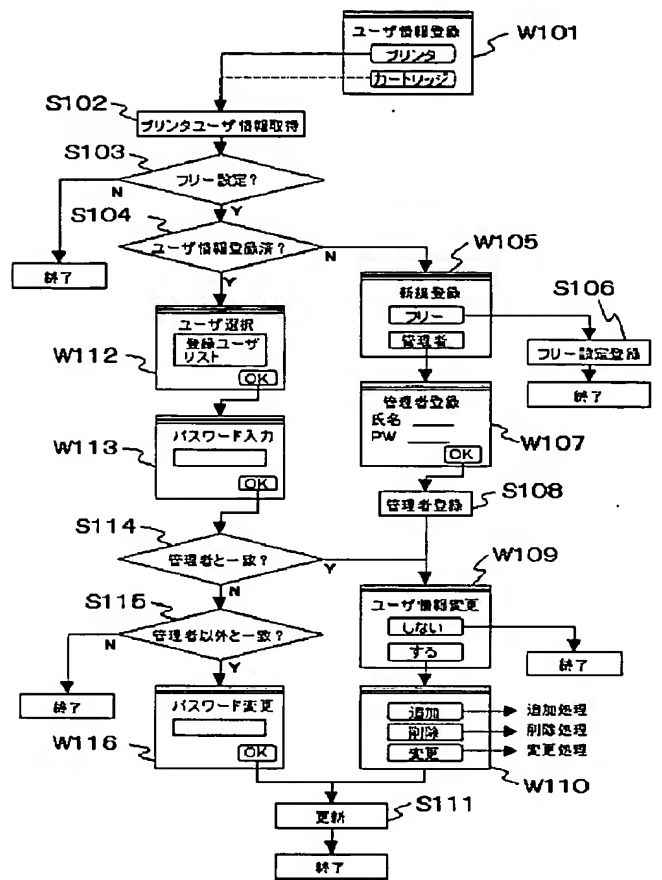 ユーザ情報登録
W101
プリンタ
カートリッジ
S102
プリンタユーザ情報取得
S103
フリー設定?
N
Y
S104
ユーザ情報登録済?
N
Y
終了
W105
新規登録
フリー
管理者
S106
フリー設定登録
終了
ユーザ選択
登録ユーザ
リスト
OK
W112
管理者登録
氏名
PW
OK
W107
パスワード入力
OK
W113
S108
管理者登録
S114
管理者と一致?
Y
N
W109
ユーザ情報変更
しない
する
終了
S115
管理者以外と一致?
N
Y
終了
パスワード変更
OK
W116
追加
追加処理
削除
削除処理
変更
変更処理
W110
S111
更新
終了